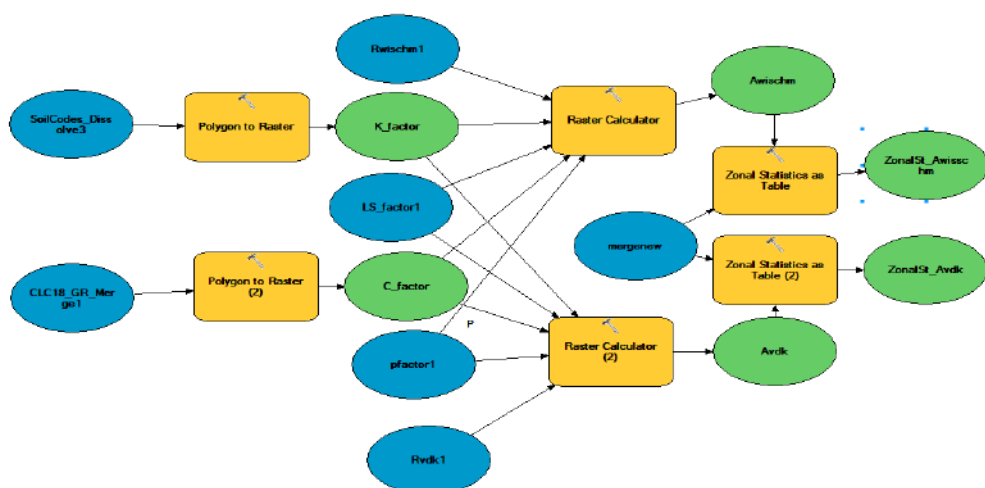 Rwischm1
Awischm
SoilCodes_Diss
olve3
Polygon to Raster
K_factor
Raster Calculator
Zonal Statistics as
Table
ZonalSt_Awissc
hm
LS_factor1
mergenew
CLC18_GR_Mer
ge1
Polygon to Raster
(2)
C_factor
Zonal Statistics as
Table (2)
ZonalSt_Avdk
P
pfactor1
Raster Calculator
(2)
Avdk
Rvdk1